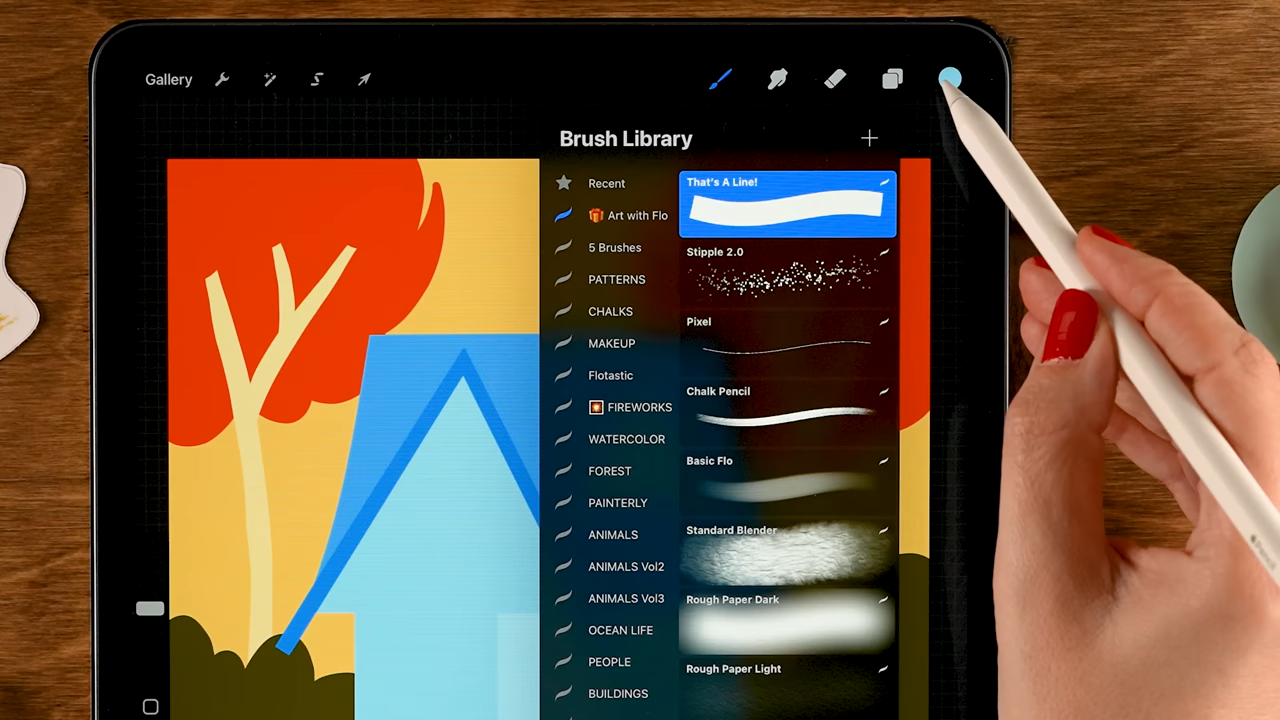 Gallery
Brush Library
Recent
Art with Flo
5 Brushes
PATTERNS
CHALKS
MAKEUP
Flotastic
FIREWORKS
WATERCOLOR
FOREST
PAINTERLY
ANIMALS
ANIMALS Vol2
ANIMALS Vol3
OCEAN LIFE
PEOPLE
BUILDINGS
That's A Line!
Stipple 2.0
Pixel
Chalk Pencil
Basic Flo
Standard Blender
Rough Paper Dark
Rough Paper Light